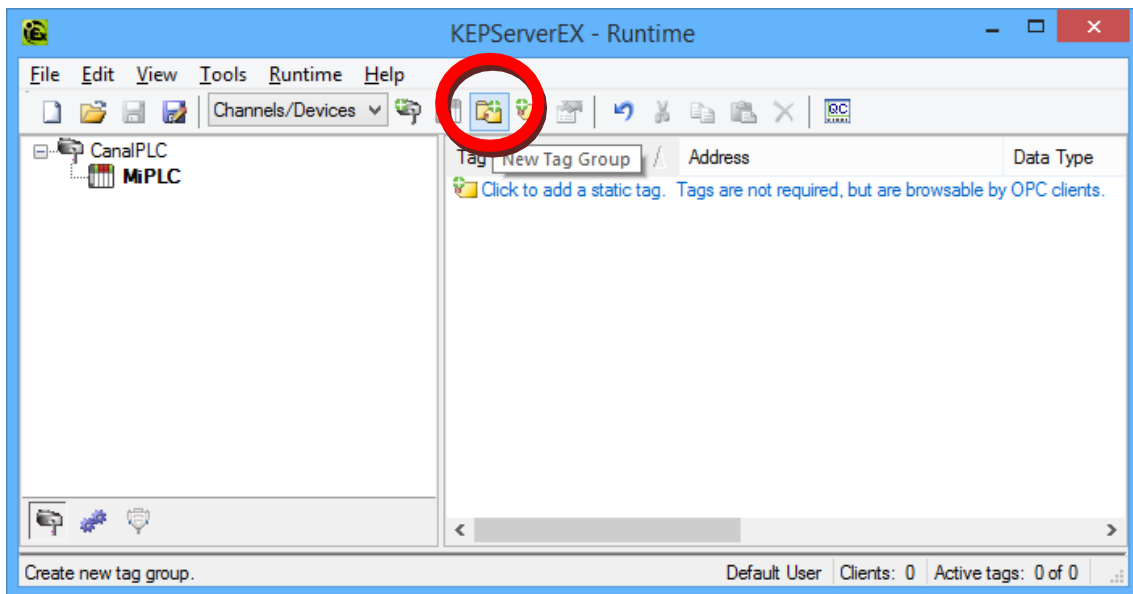 KEPServerEX - Runtime
File Edit View Tools Runtime Help
Channels/Devices
CanalPLC
MiPLC
Tag New Tag Group Address Data Type
Click to add a static tag. Tags are not required, but are browsable by OPC clients.
Create new tag group. Default User Clients: 0 Active tags: 0 of 0